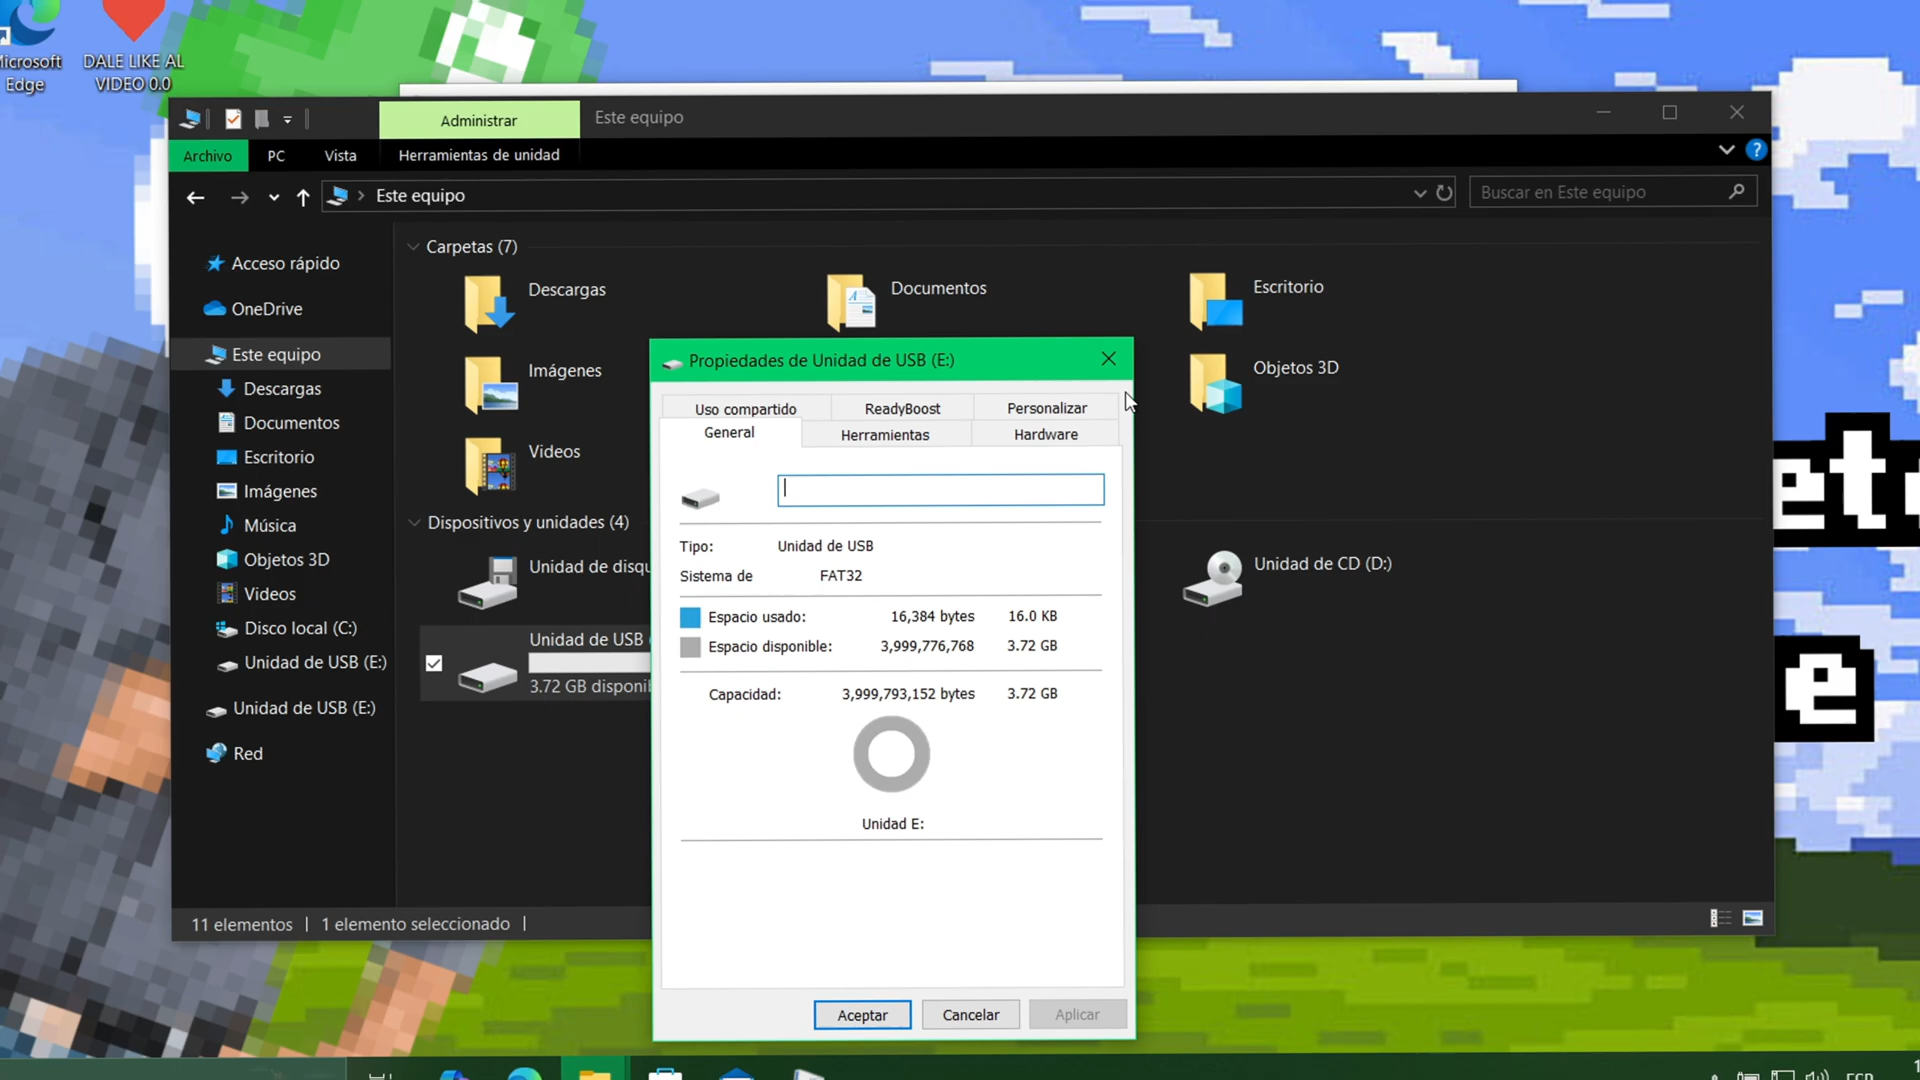 Microsoft
Edge
DALE LIKE AL
VIDEO 0.0
Administrar
Este equipo
Archivo
PC
Vista
Herramientas de unidad
Este equipo
Buscar en Este equipo
Acceso rápido
OneDrive
Este equipo
Descargas
Documentos
Escritorio
Imágenes
Música
Objetos 3D
Videos
Disco local (C:)
Unidad de USB (E:)
Unidad de USB (E:)
Red
Carpetas (7)
Descargas
Documentos
Escritorio
Imágenes
Objetos 3D
Videos
Dispositivos y unidades (4)
Unidad de disqu
Unidad de CD (D:)
Unidad de USB (
3.72 GB disponib
11 elementos
1 elemento seleccionado
Propiedades de Unidad de USB (E:)
Uso compartido
ReadyBoost
Personalizar
General
Herramientas
Hardware
Tipo: Unidad de USB
Sistema de FAT32
Espacio usado: 16,384 bytes 16.0 KB
Espacio disponible: 3,999,776,768 3.72 GB
Capacidad: 3,999,793,152 bytes 3.72 GB
Unidad E:
Aceptar
Cancelar
Aplicar
et
e